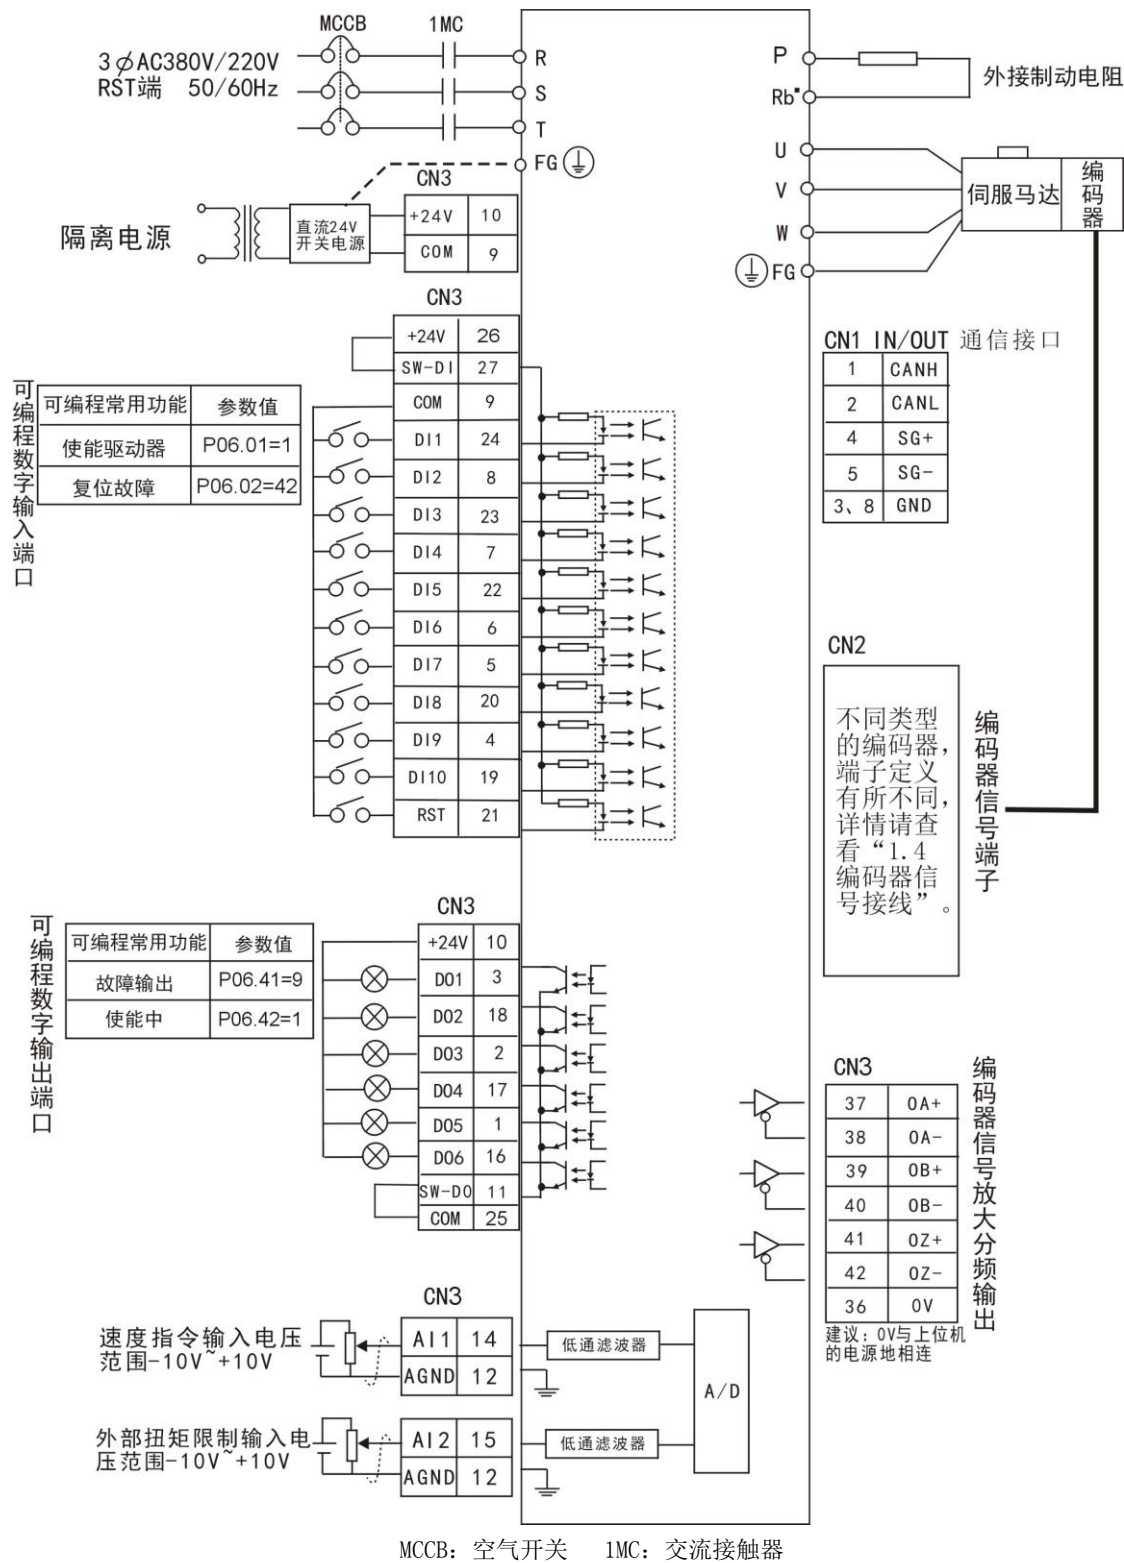 MCCB
1MC
3∅AC380V/220V
RST端 50/60Hz
R
S
T
FG
P
Rb
外接制动电阻
U
V
W
FG
伺服马达
编码器
隔离电源
直流24V
开关电源
CN3
+24V 10
COM 9
CN3
+24V 26
SW-DI 27
COM 9
DI1 24
DI2 8
DI3 23
DI4 7
DI5 22
DI6 6
DI7 5
DI8 20
DI9 4
DI10 19
RST 21
可编程数字输入端口
可编程常用功能 参数值
使能驱动器 P06.01=1
复位故障 P06.02=42
CN1 IN/OUT 通信接口
1 CANH
2 CANL
4 SG+
5 SG-
3、8 GND
CN2
不同类型
的编码器，
端子定义
有所不同，
详情请查
看“1.4
编码器信
号接线”。
编码器信号端子
可编程数字输出端口
可编程常用功能 参数值
故障输出 P06.41=9
使能中 P06.42=1
CN3
+24V 10
DO1 3
DO2 18
DO3 2
DO4 17
DO5 1
DO6 16
SW-DO 11
COM 25
CN3
37 OA+
38 OA-
39 OB+
40 OB-
41 OZ+
42 OZ-
36 0V
编码器信号放大分频输出
建议：0V与上位机
的电源地相连
CN3
速度指令输入电压
范围-10V~+10V
AI1 14
AGND 12
低通滤波器
A/D
外部扭矩限制输入电
压范围-10V~+10V
AI2 15
AGND 12
低通滤波器
MCCB：空气开关 1MC：交流接触器